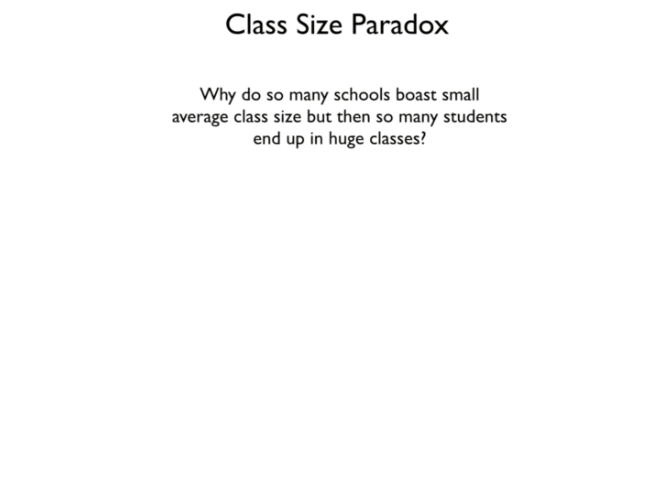 Class Size Paradox
Why do so many schools boast small
average class size but then so many students
end up in huge classes?